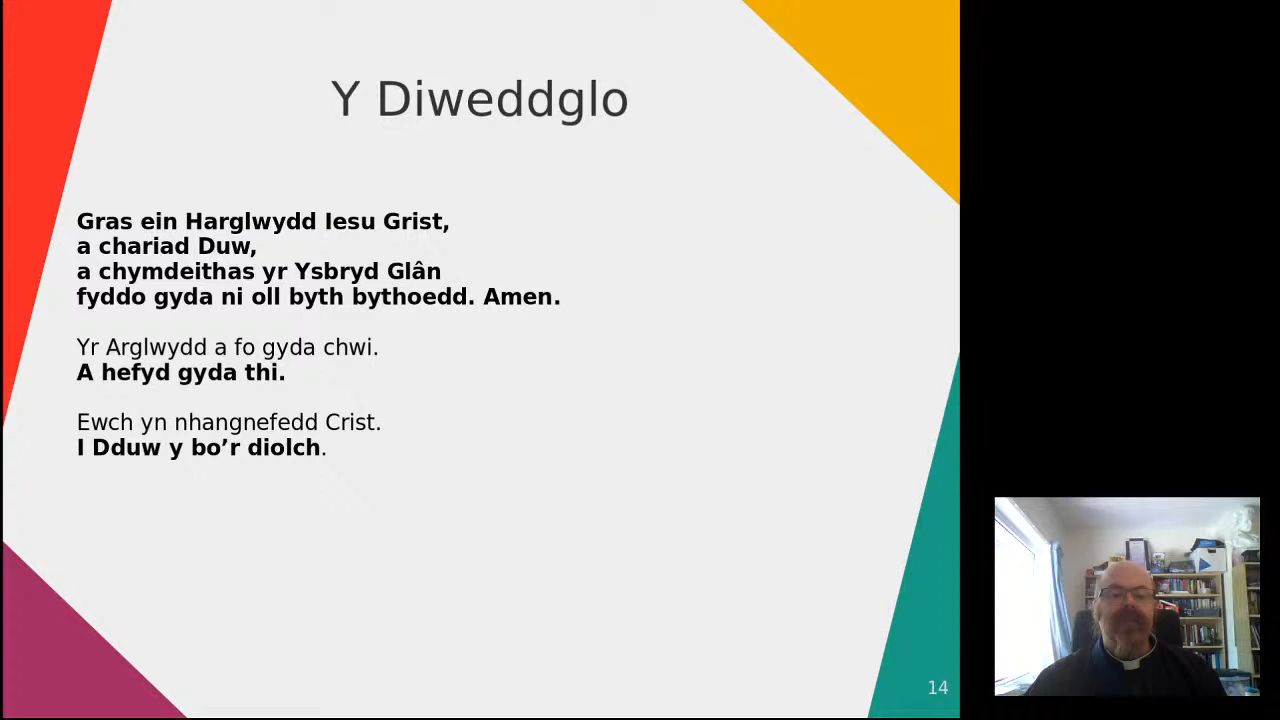 Y Diweddglo
Gras ein Harglwydd Iesu Grist,
a chariad Duw,
a chymdeithas yr Ysbryd Glân
fyddo gyda ni oll byth bythoedd. Amen.
Yr Arglwydd a fo gyda chwi.
A hefyd gyda thi.
Ewch yn nhangnefedd Crist.
I Dduw y bo’r diolch.
14